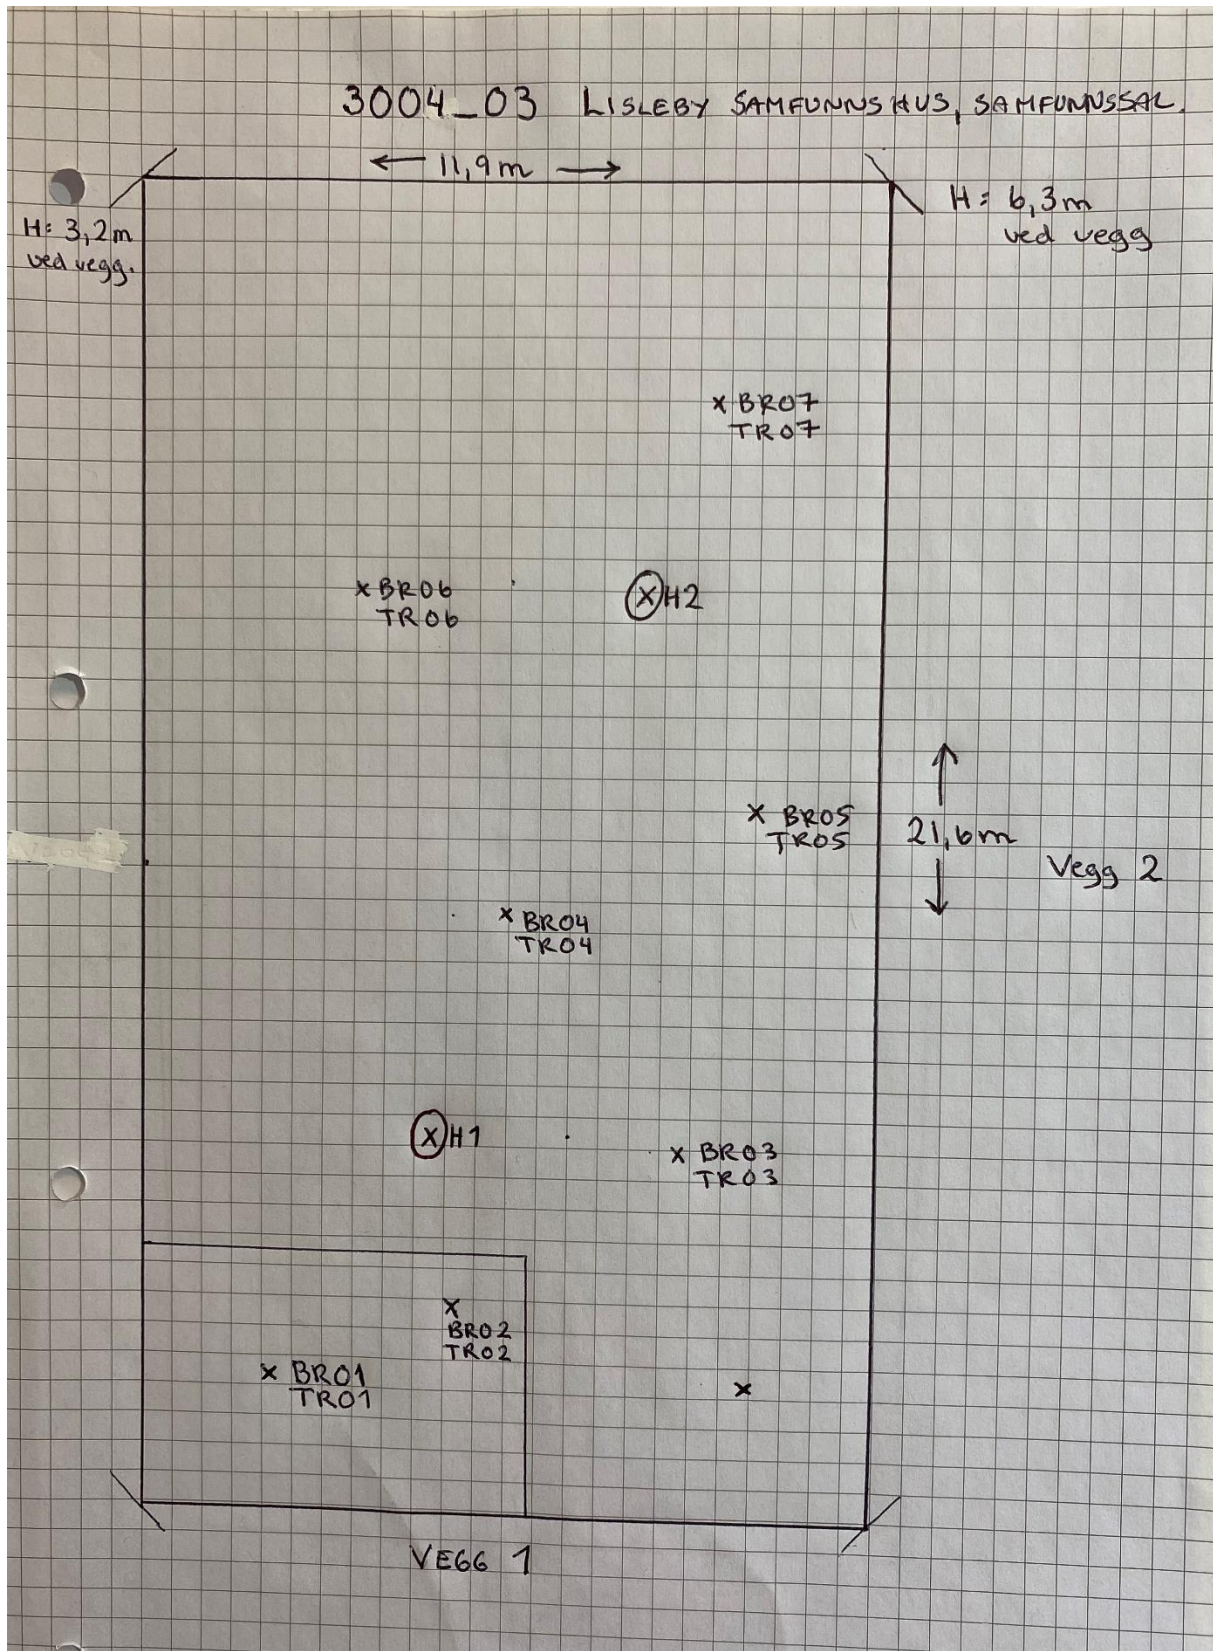 3004_03 LISLEBY SAMFUNNSHUS, SAMFUNNSSAL.
← 11,9m →
H: 3,2m
ved vegg.
H: 6,3m
ved vegg
x BR07
TR07
x BR06
TR06
x H2
x BR05
TR05
21,6m
Vegg 2
x BR04
TR04
x H1
x BR03
TR03
x
BR02
TR02
x BR01
TR01
x
VEGG 1